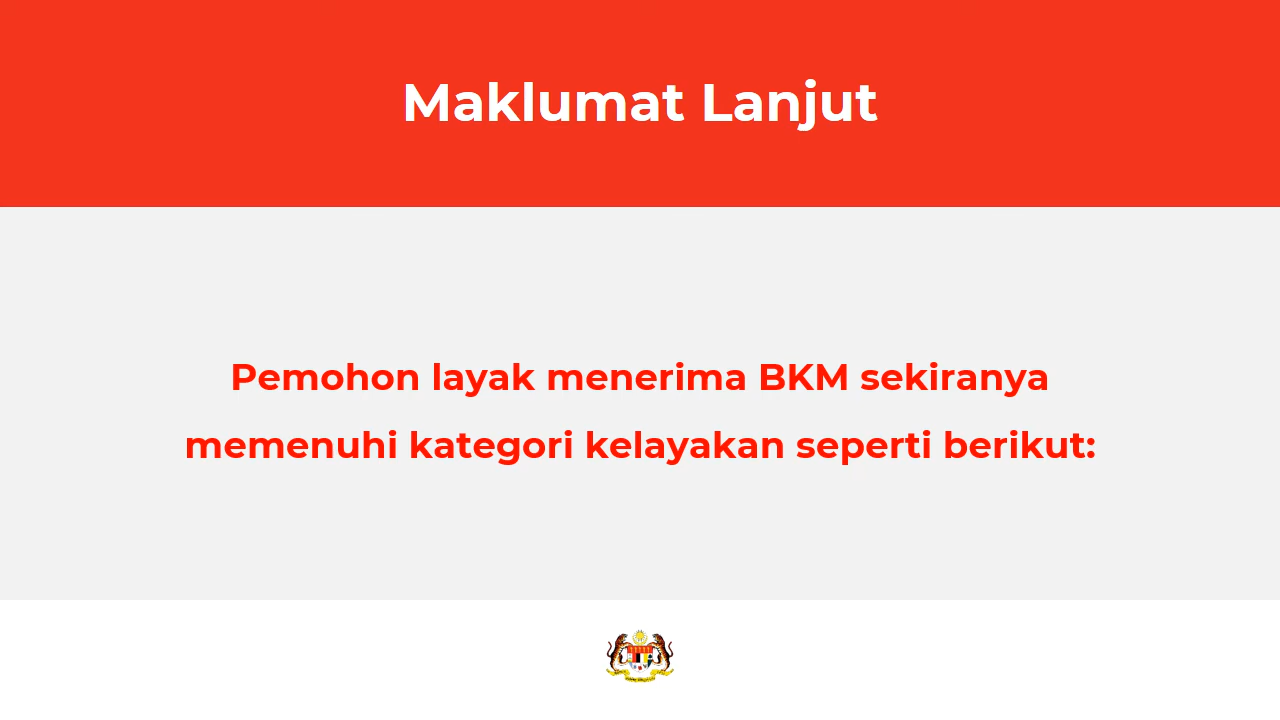 Maklumat Lanjut
Pemohon layak menerima BKM sekiranya
memenuhi kategori kelayakan seperti berikut: